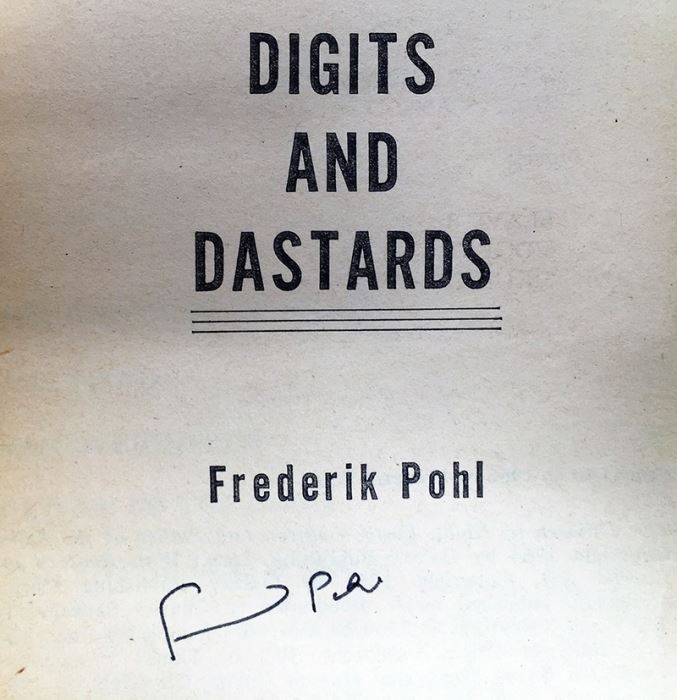 DIGITS
AND
DASTARDS
Frederik Pohl